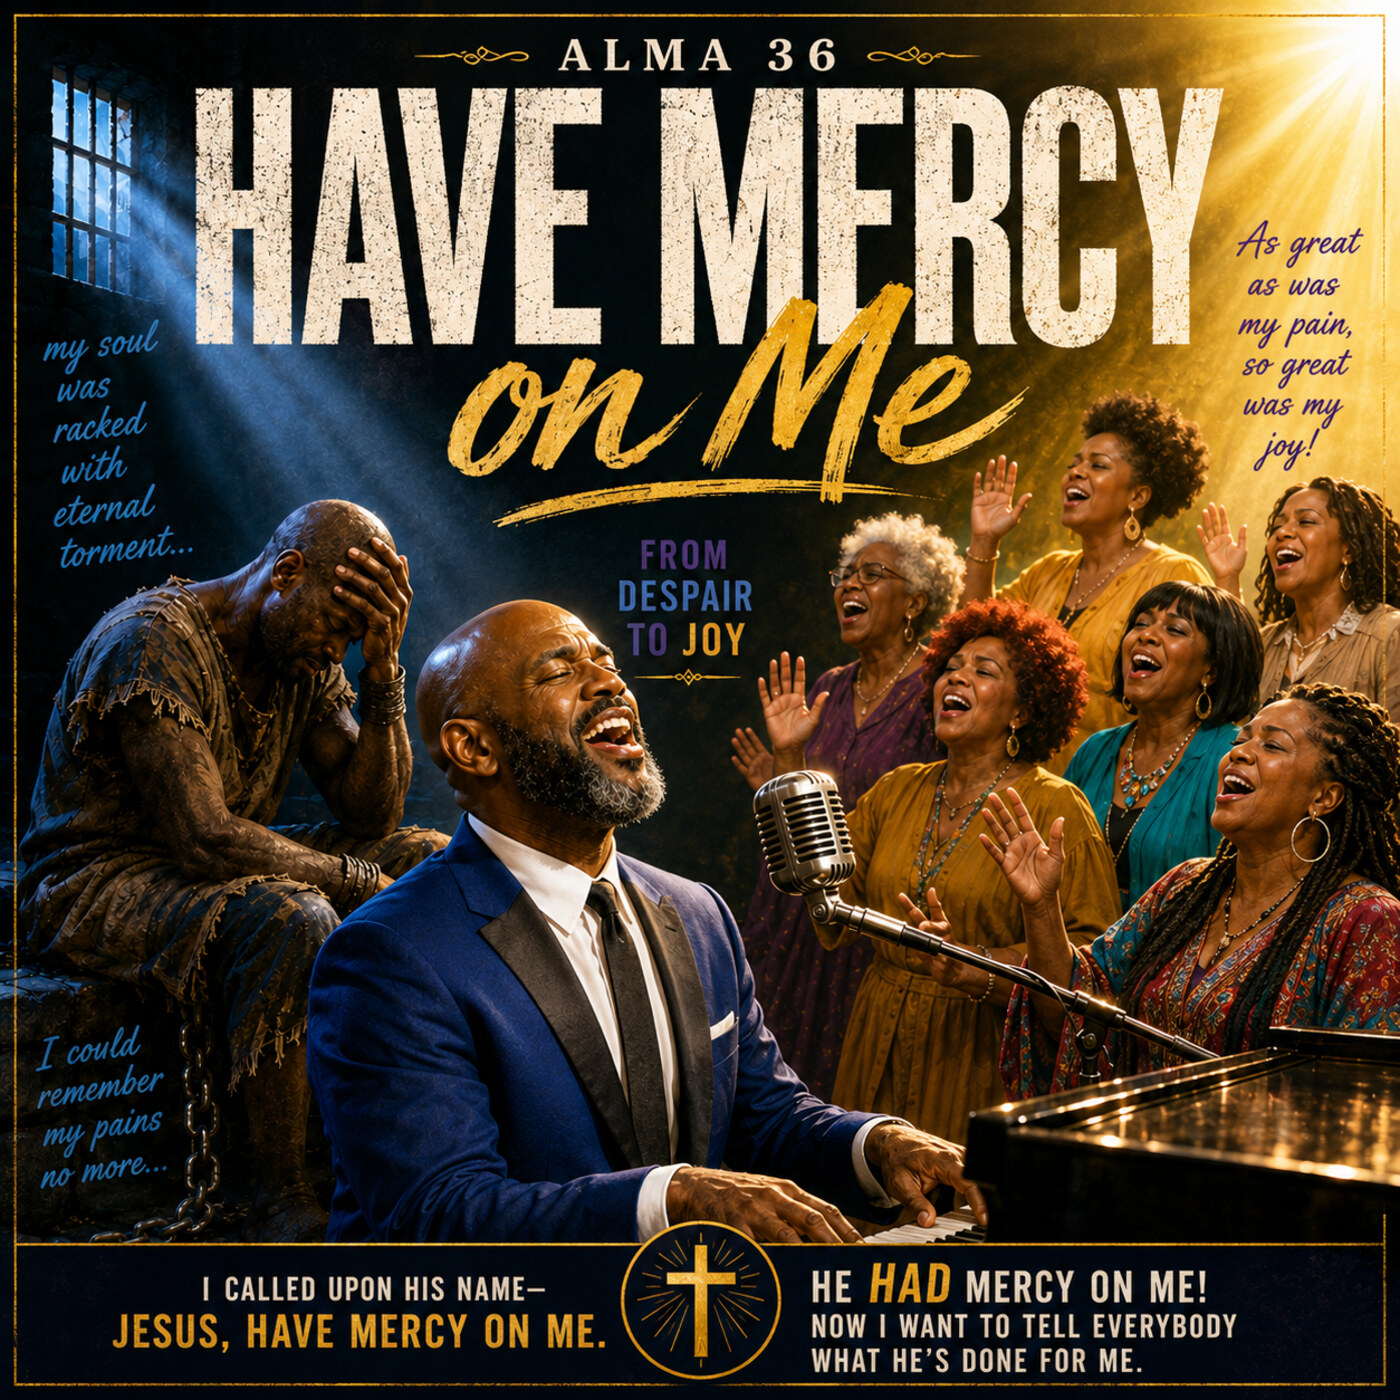 ALMA 36
HAVE MERCY
on Me
my soul
was
racked
with
eternal
torment...
As great
as was
my pain,
so great
was my
joy!
FROM
DESPAIR
TO JOY
I could
remember
my pains
no more...
I CALLED UPON HIS NAME–
JESUS, HAVE MERCY ON ME.
HE HAD MERCY ON ME!
NOW I WANT TO TELL EVERYBODY
WHAT HE'S DONE FOR ME.